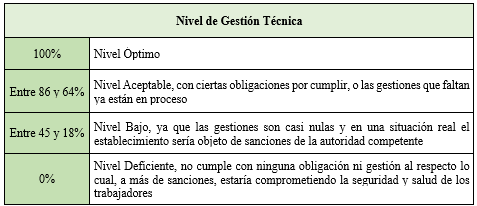 Nivel de Gestión Técnica
100%
Nivel Óptimo
Entre 86 y 64%
Nivel Aceptable, con ciertas obligaciones por cumplir, o las gestiones que faltan
ya están en proceso
Entre 45 y 18%
Nivel Bajo, ya que las gestiones son casi nulas y en una situación real el
establecimiento sería objeto de sanciones de la autoridad competente
0%
Nivel Deficiente, no cumple con ninguna obligación ni gestión al respecto lo
cual, a más de sanciones, estaría comprometiendo la seguridad y salud de los
trabajadores